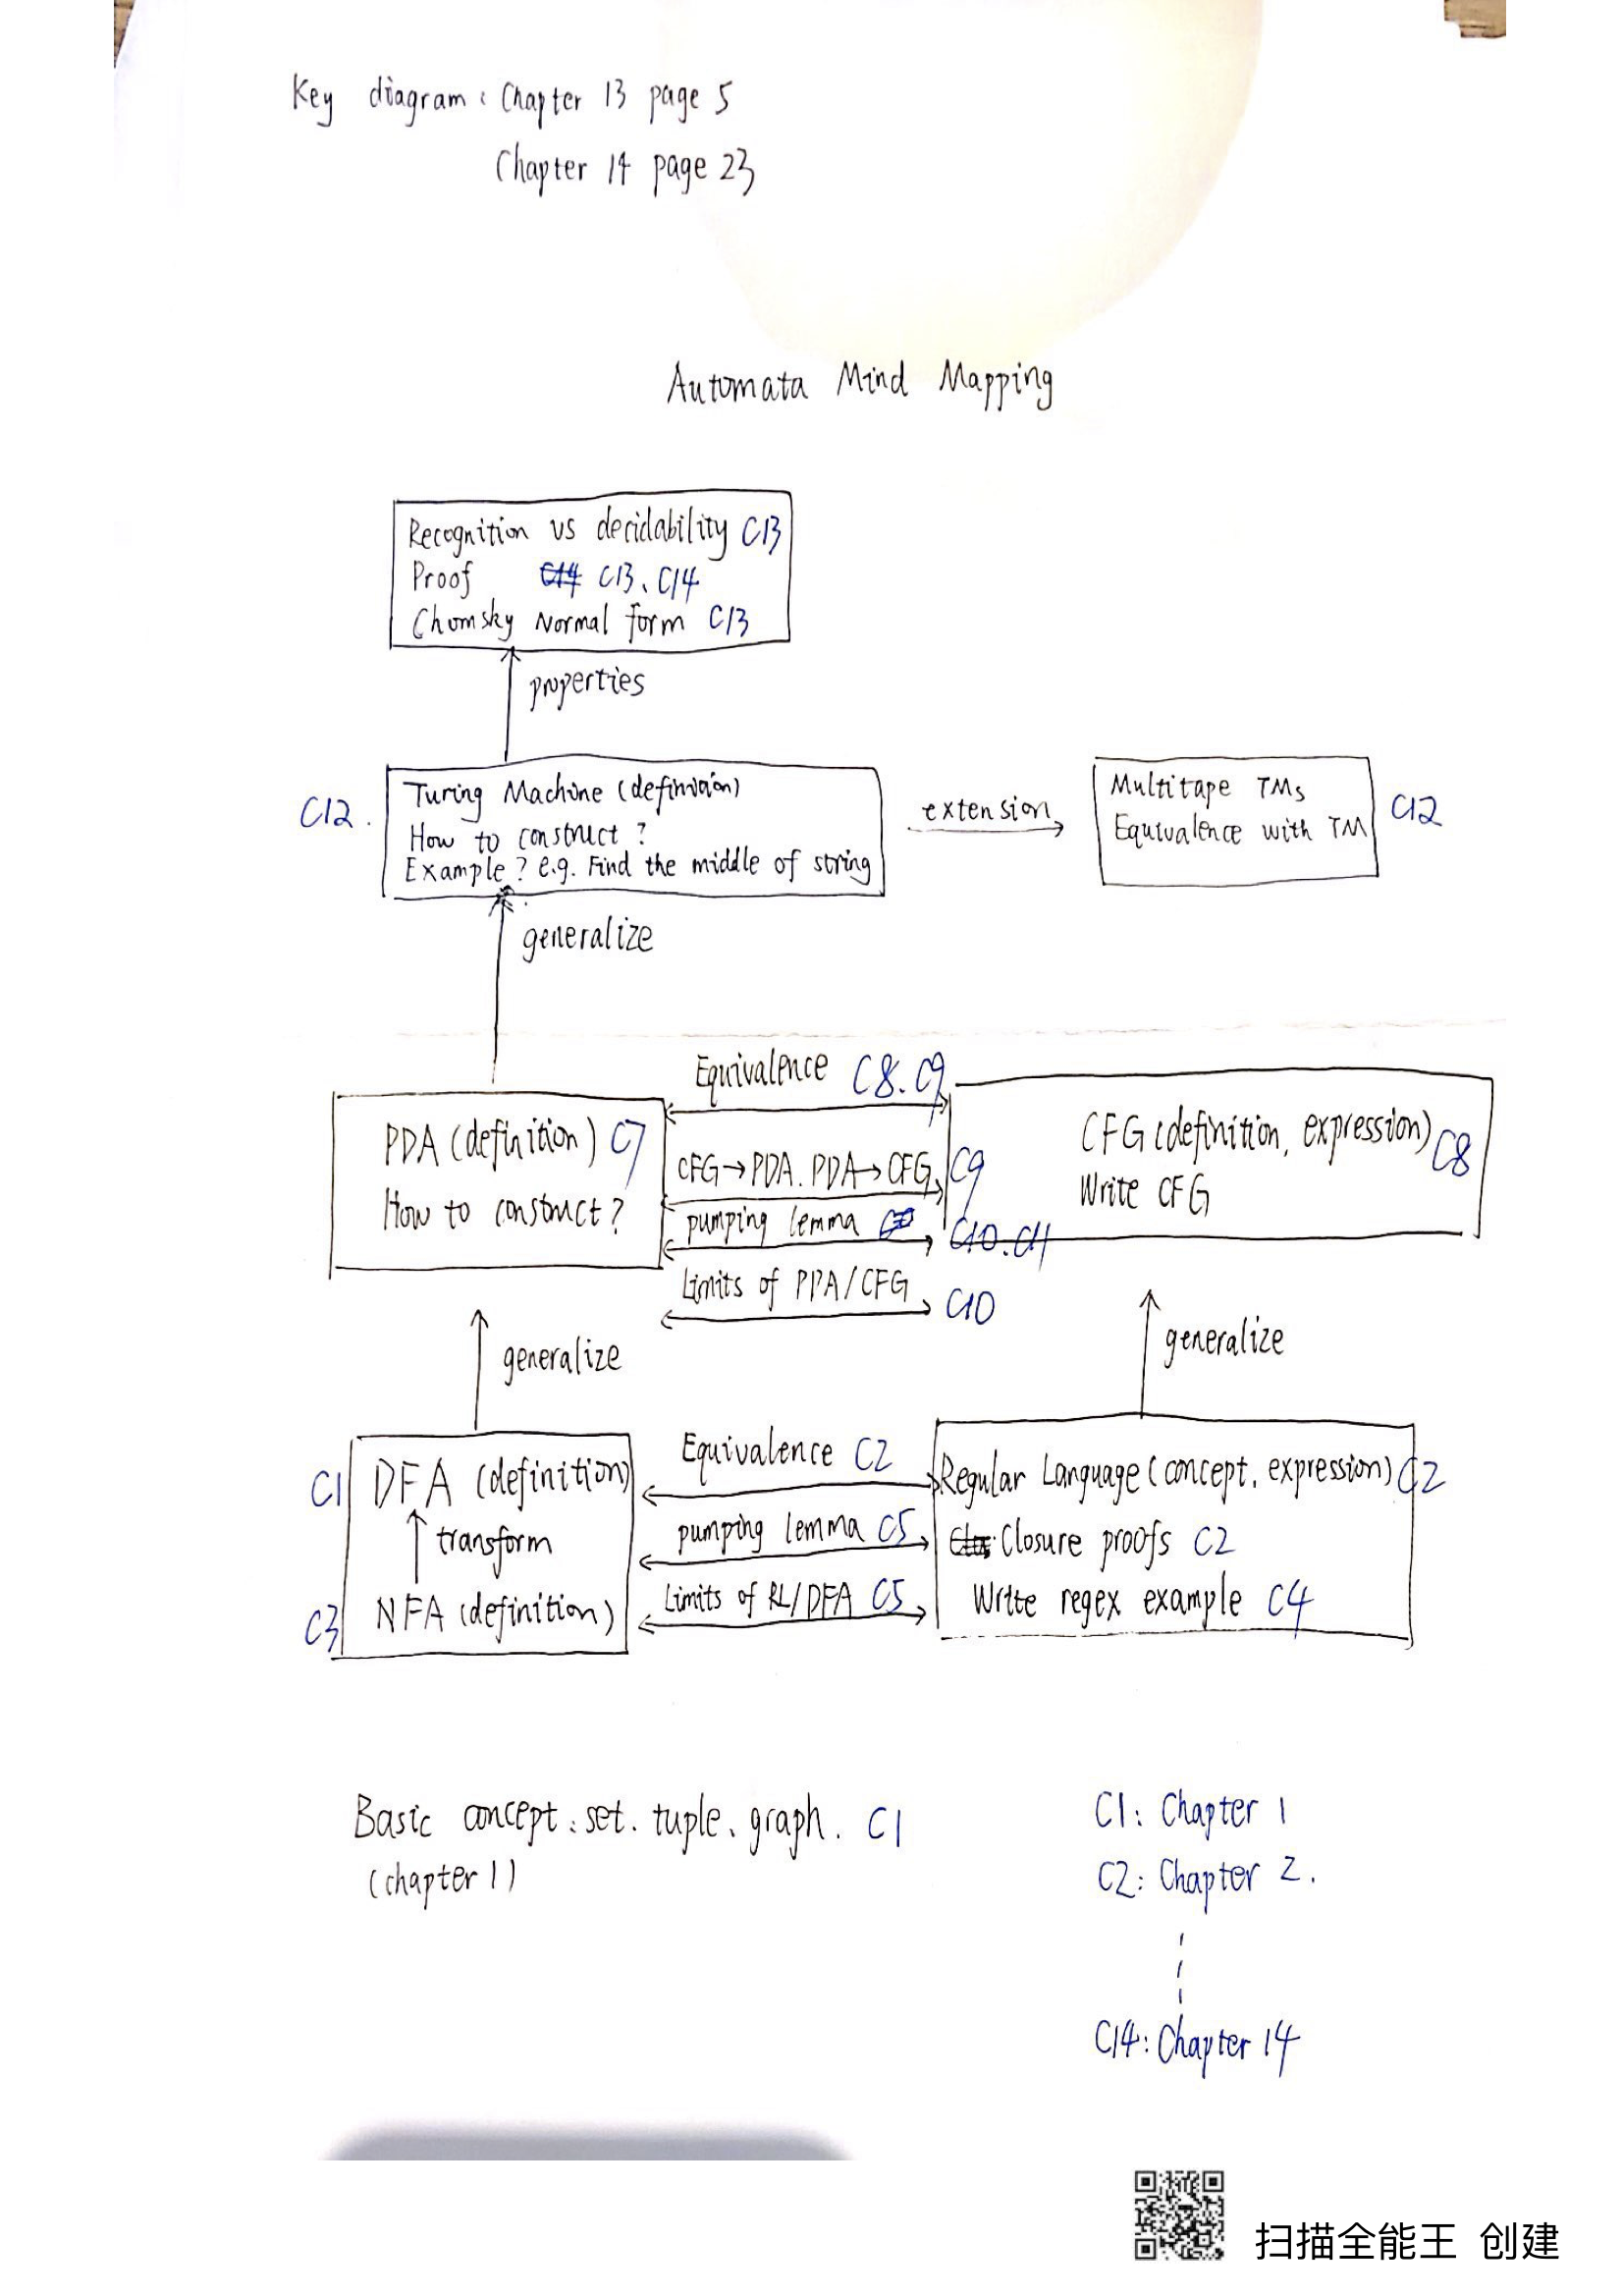 Key diagram: Chapter 13 page 5
Chapter 14 page 23
Automata Mind Mapping
Recognition vs decidability C13
Proof C14 C13、C14
Chomsky Normal form C13
properties
C12.
Turing Machine (definition)
How to construct?
Example? e.g. Find the middle of string
extension
Multitape TMs
Equivalence with TM
C12
generalize
Equivalence C8. C9
PDA (definition) C7
How to construct?
CFG→PDA. PDA→CFG C9
pumping lemma C10. C11
Limits of PPA/CFG C10
CFG (definition, expression) C8
Write CFG
generalize
generalize
C1 DFA (definition)
transform
C3 NFA (definition)
Equivalence C2
pumping lemma C5
Limits of RL/DFA C5
Regular Language (concept, expression) C2
Closure proofs C2
Write regex example C4
Basic concept: set. tuple、graph. C1
(chapter 1)
C1: Chapter 1
C2: Chapter 2.
C14: Chapter 14
扫描全能王 创建